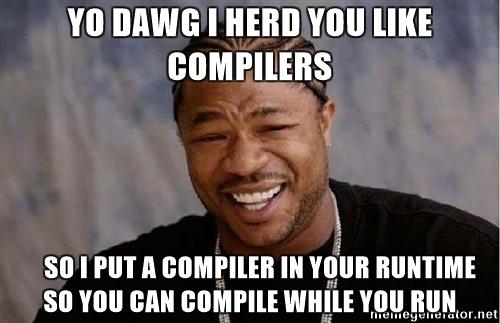 YO DAWG I HERD YOU LIKE
COMPILERS
SO I PUT A COMPILER IN YOUR RUNTIME
SO YOU CAN COMPILE WHILE YOU RUN
memegenerator.net